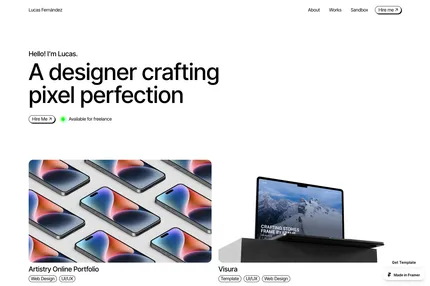 Lucas Fernández
About
Works
Sandbox
Hire me ↗
Hello! I'm Lucas.
A designer crafting
pixel perfection
Hire Me ↗
Available for freelance
CRAFTING STORIES
FRAME BY
Artistry Online Portfolio
Web Design
UI/UX
Visura
Template
UI/UX
Web Design
Get Template
Made in Framer